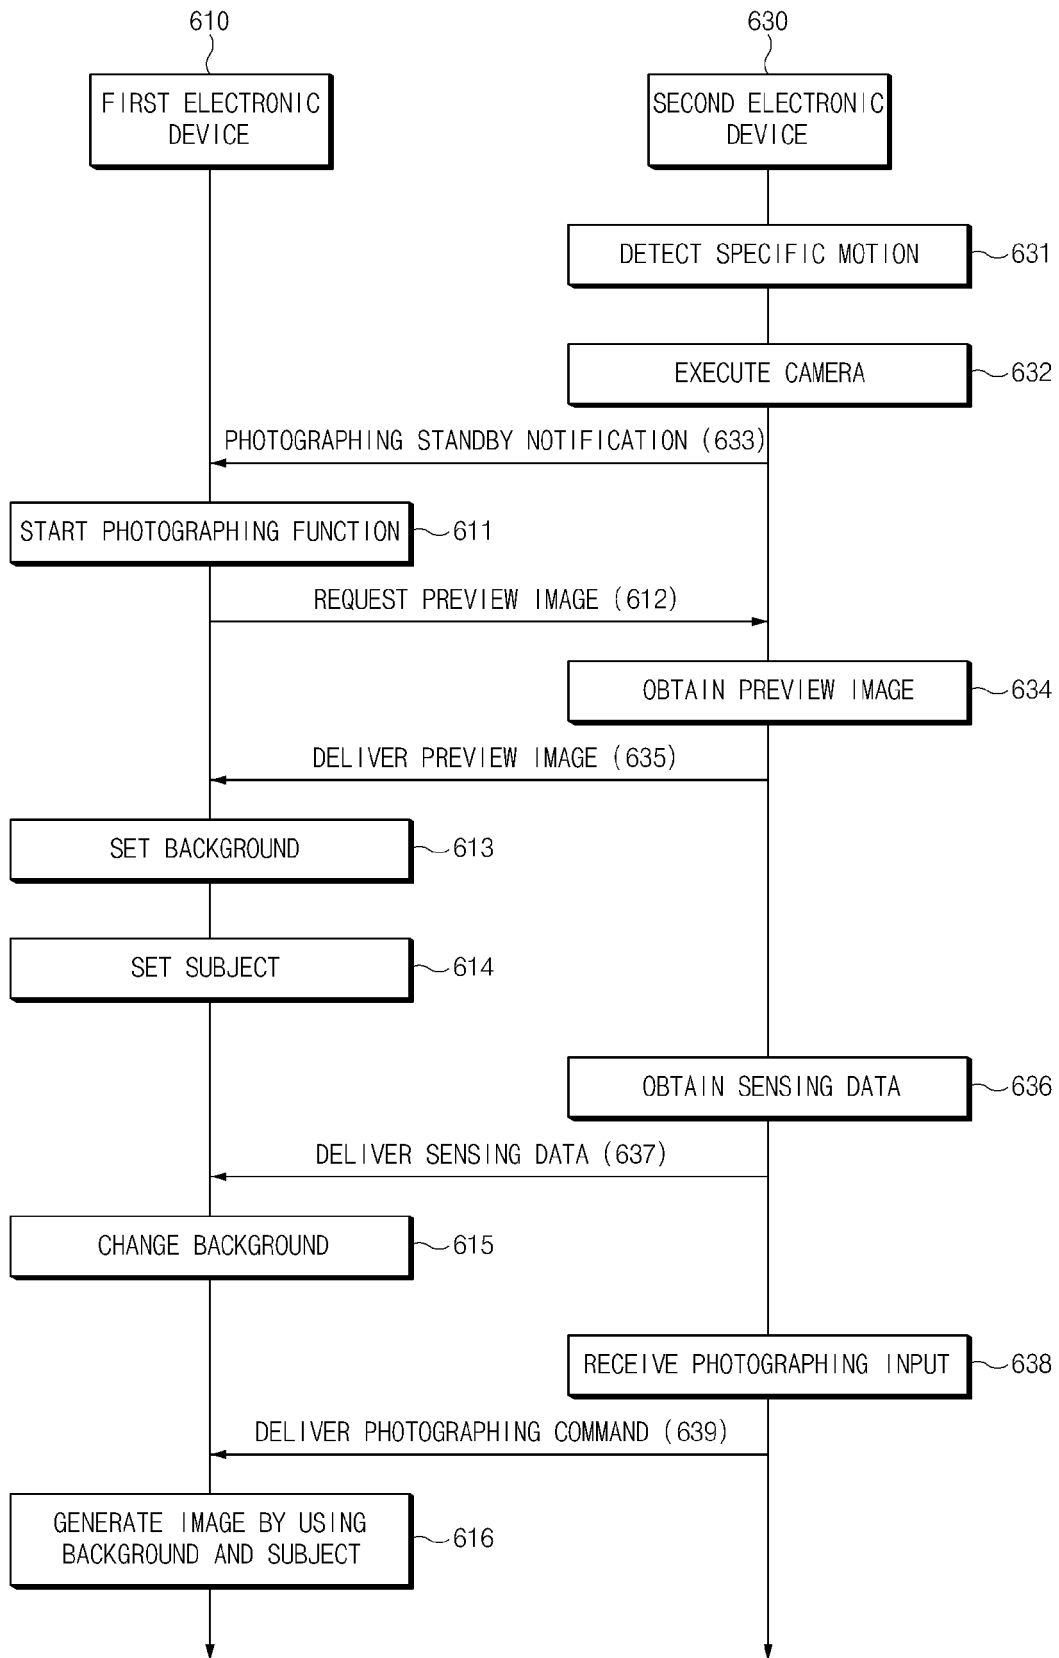 610
630
FIRST ELECTRONIC
DEVICE
SECOND ELECTRONIC
DEVICE
DETECT SPECIFIC MOTION
631
EXECUTE CAMERA
632
PHOTOGRAPHING STANDBY NOTIFICATION (633)
START PHOTOGRAPHING FUNCTION
611
REQUEST PREVIEW IMAGE (612)
OBTAIN PREVIEW IMAGE
634
DELIVER PREVIEW IMAGE (635)
SET BACKGROUND
613
SET SUBJECT
614
OBTAIN SENSING DATA
636
DELIVER SENSING DATA (637)
CHANGE BACKGROUND
615
RECEIVE PHOTOGRAPHING INPUT
638
DELIVER PHOTOGRAPHING COMMAND (639)
GENERATE IMAGE BY USING
BACKGROUND AND SUBJECT
616